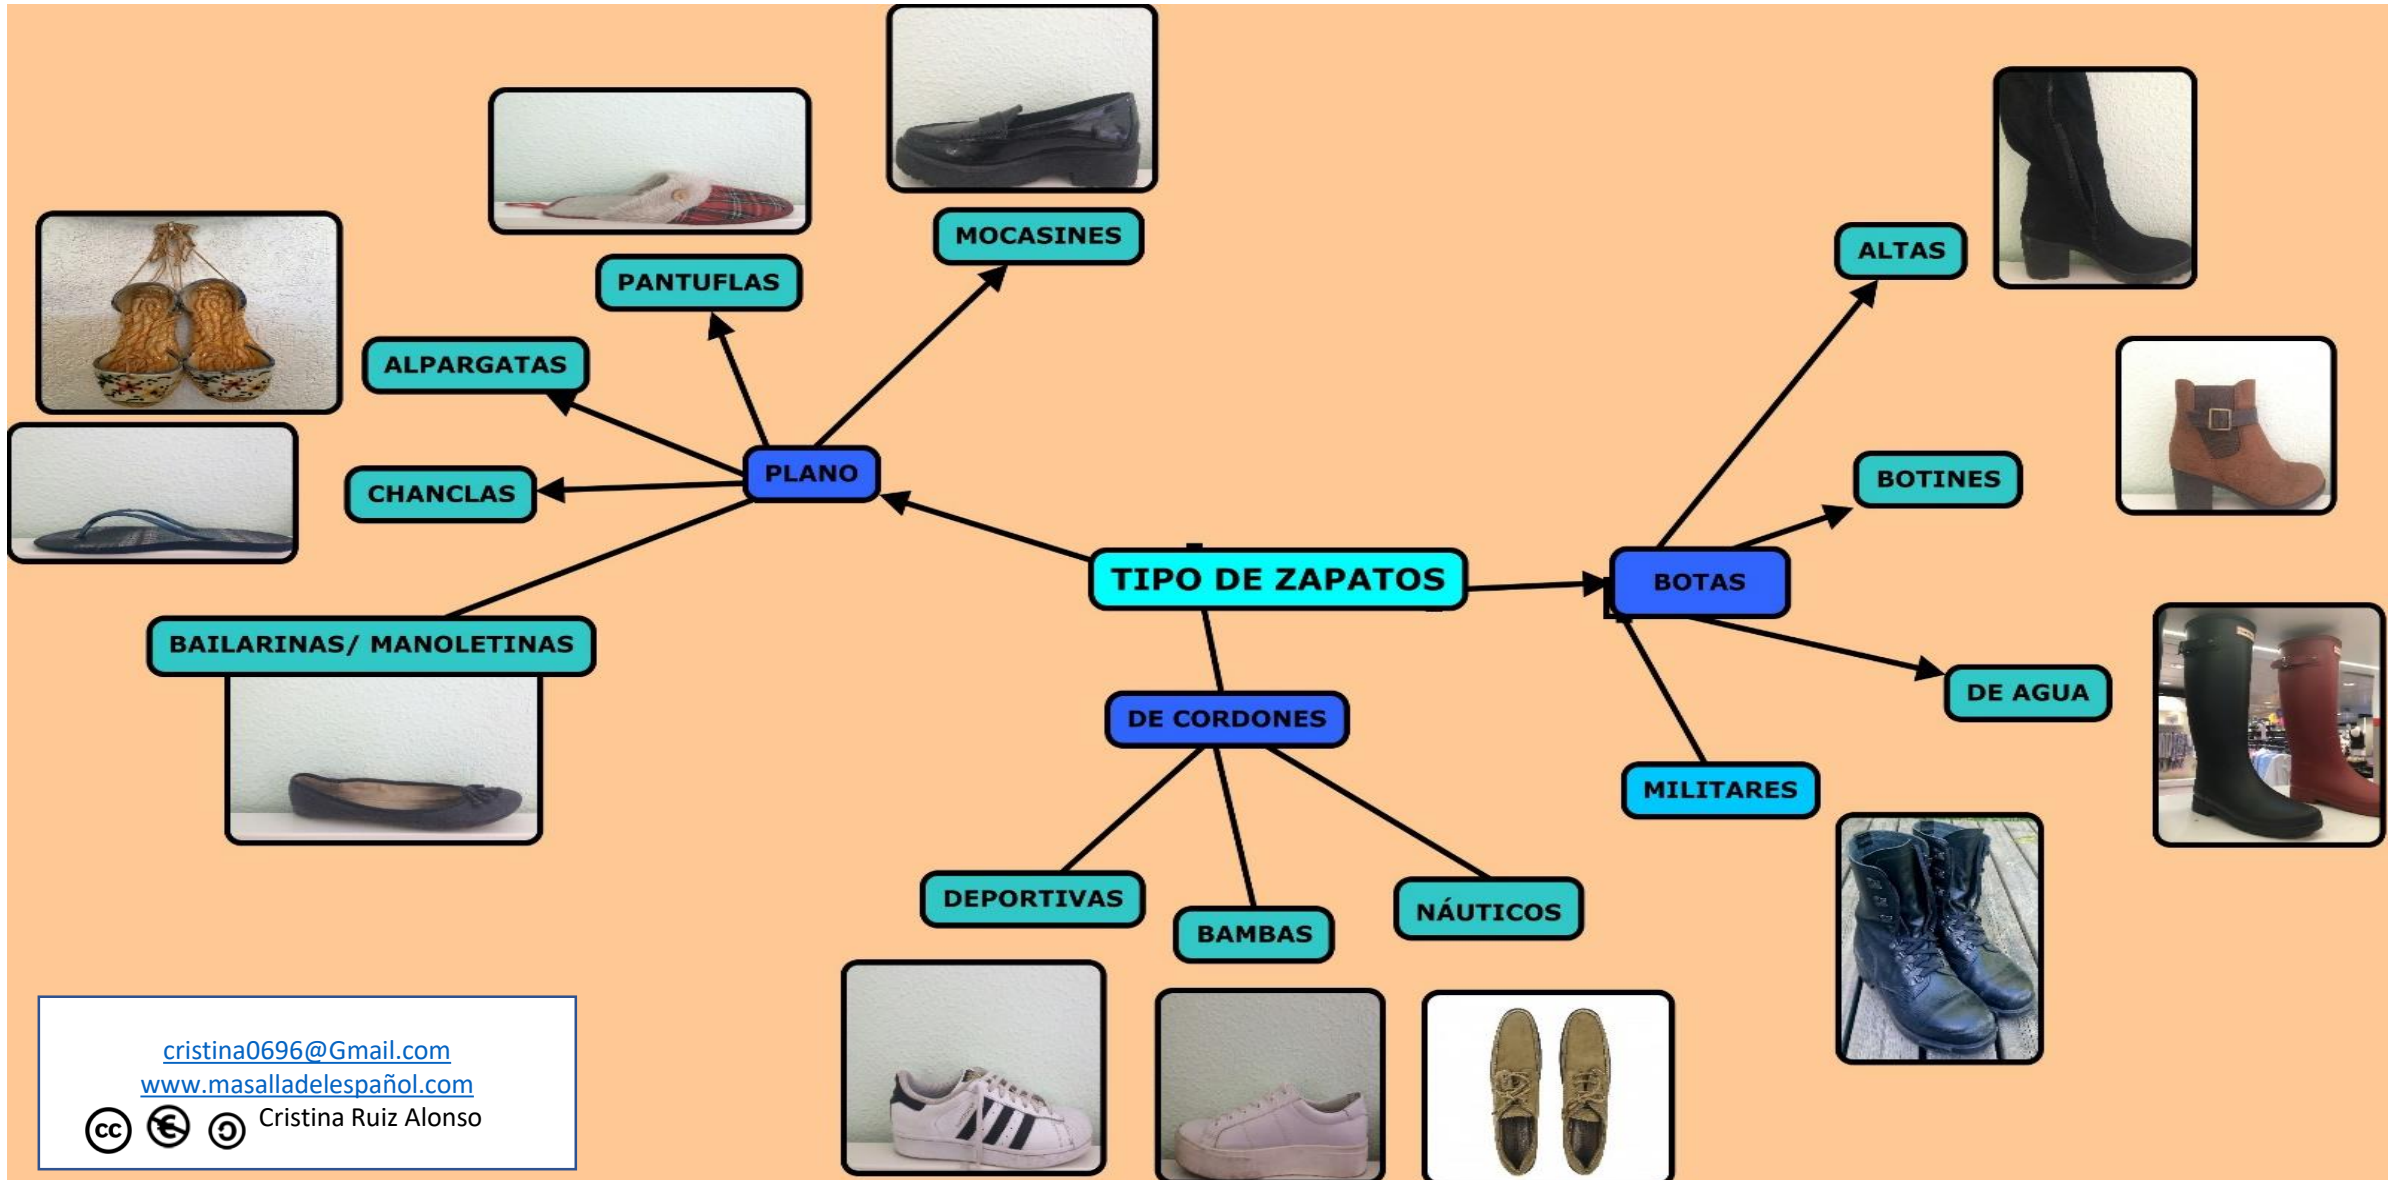 MOCASINES
PANTUFLAS
ALTAS
ALPARGATAS
PLANO
CHANCLAS
BOTINES
TIPO DE ZAPATOS
BOTAS
BAILARINAS/ MANOLETINAS
DE CORDONES
DE AGUA
MILITARES
DEPORTIVAS
BAMBAS
NÁUTICOS
cristina0696@Gmail.com
www.masalladelespañol.com
cc Cristina Ruiz Alonso